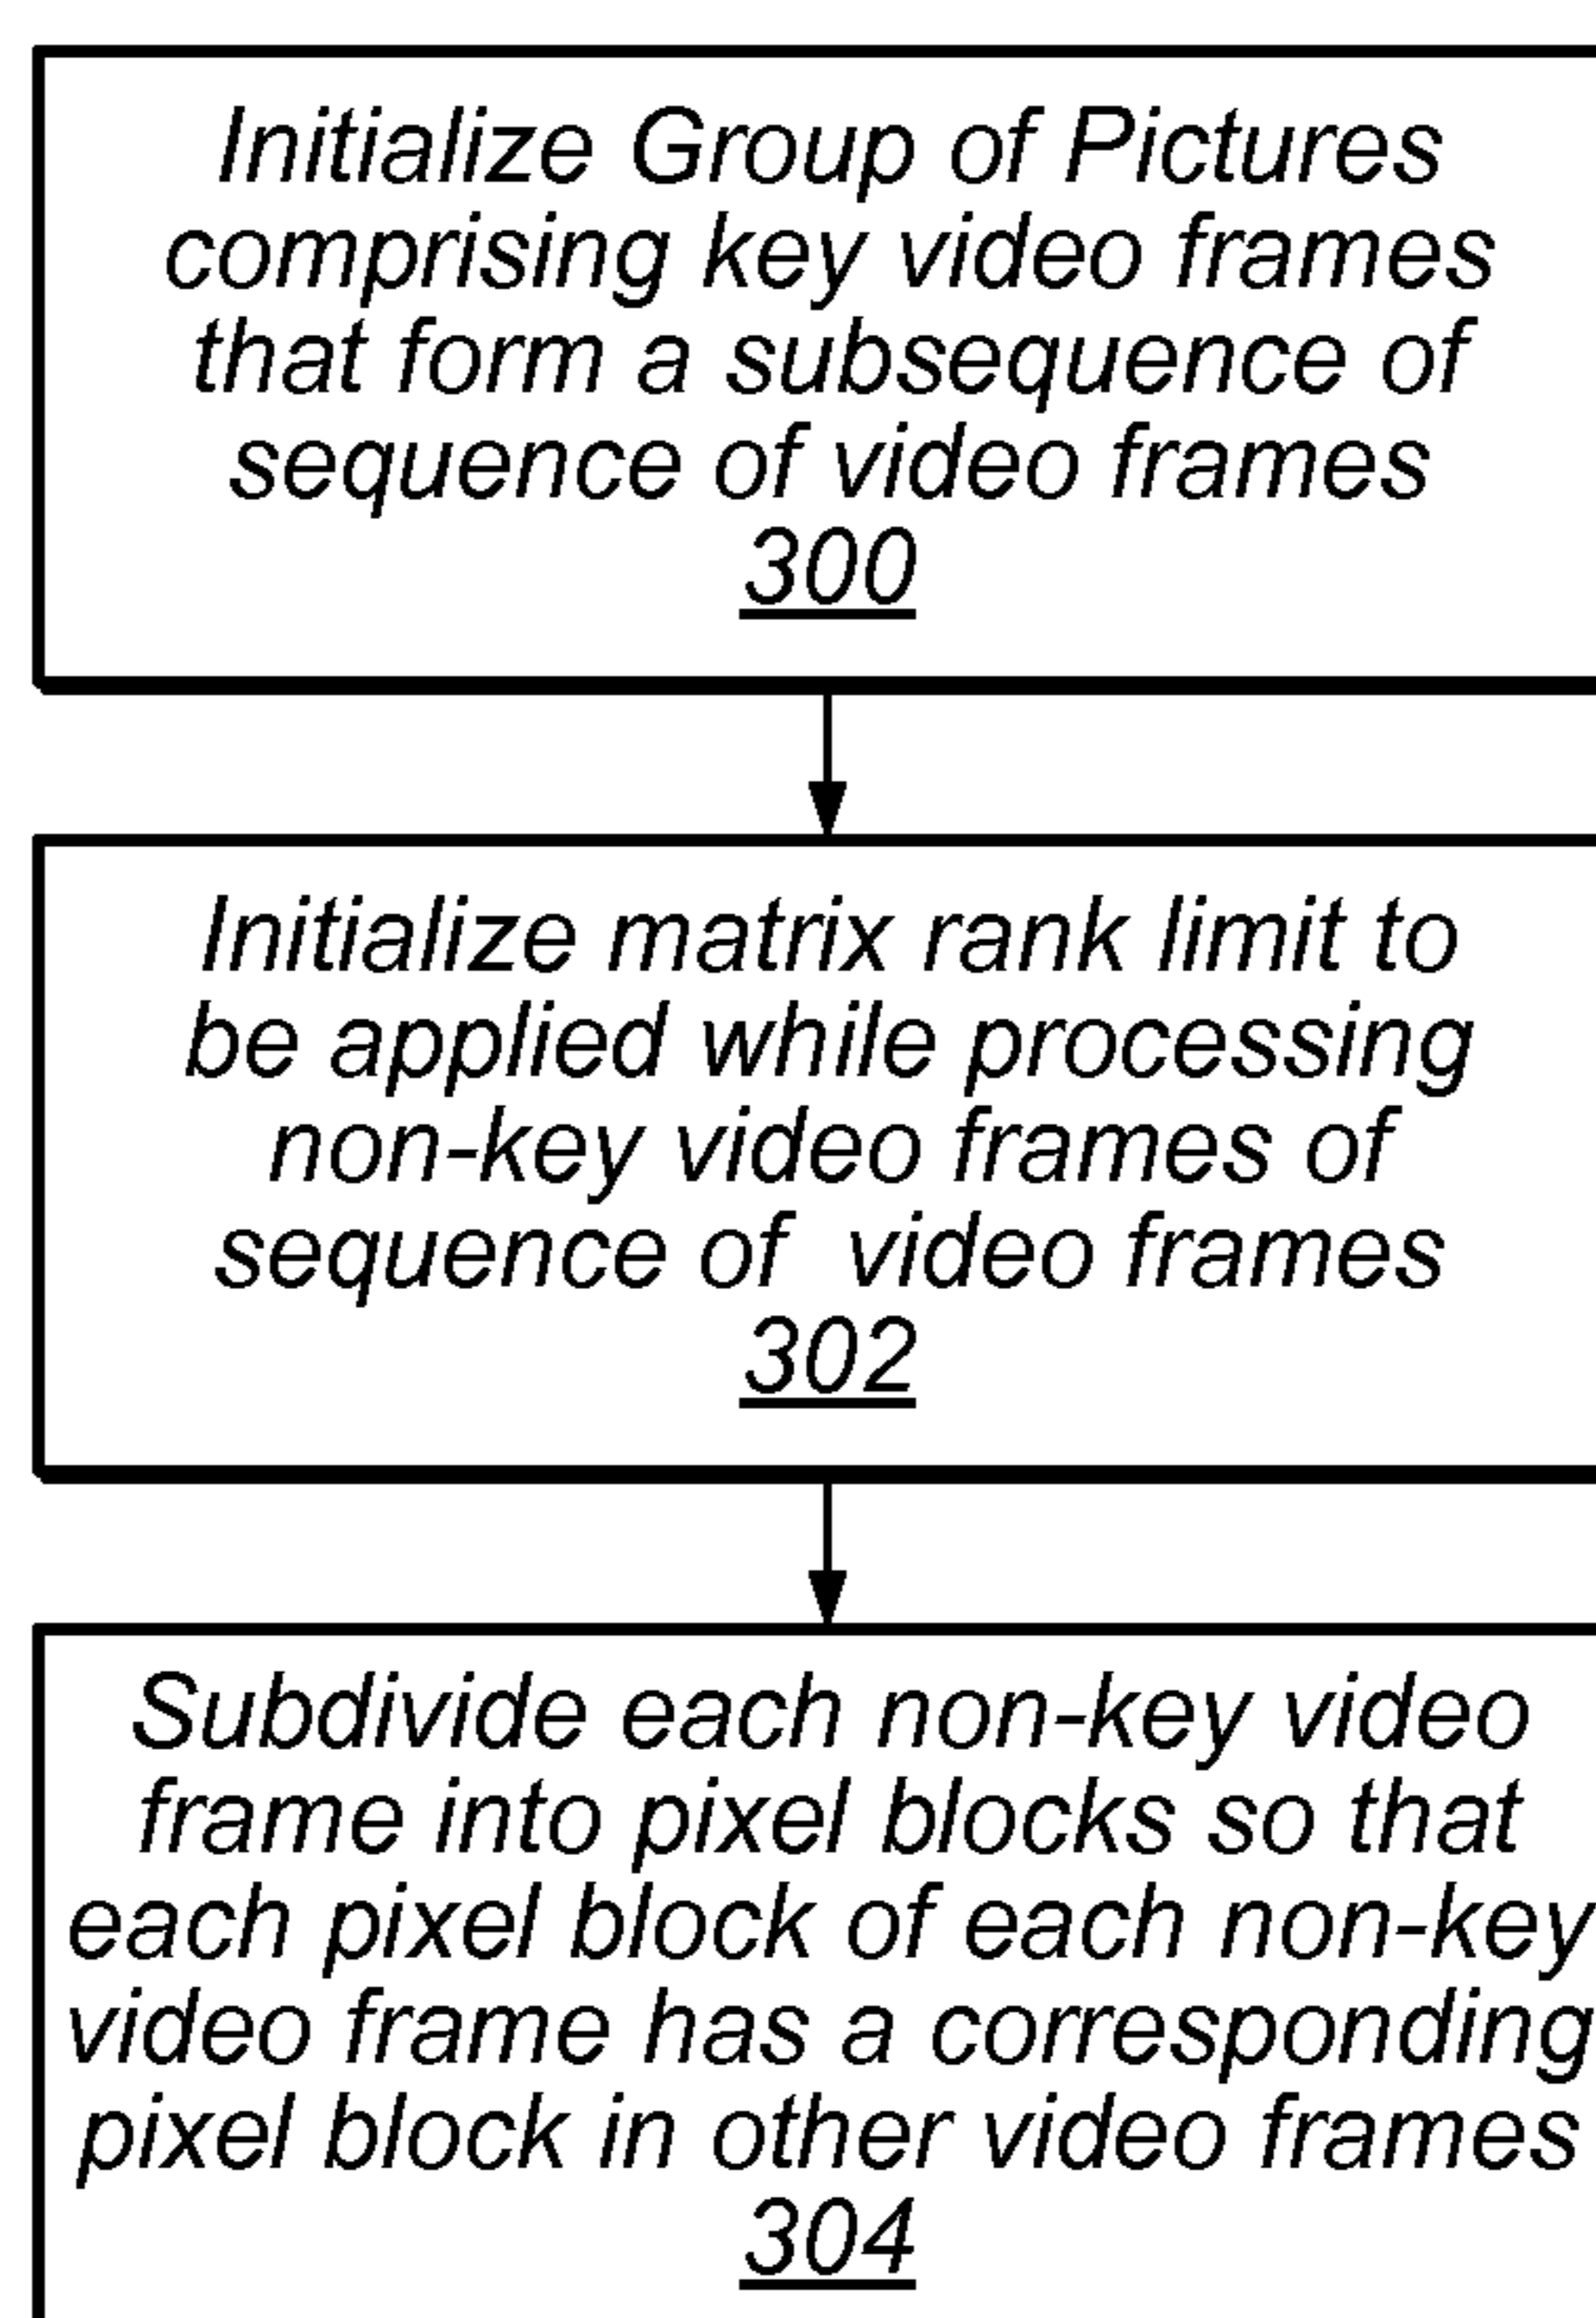 Initialize Group of Pictures
comprising key video frames
that form a subsequence of
sequence of video frames
300
Initialize matrix rank limit to
be applied while processing
non-key video frames of
sequence of video frames
302
Subdivide each non-key video
frame into pixel blocks so that
each pixel block of each non-key
video frame has a corresponding
pixel block in other video frames
304